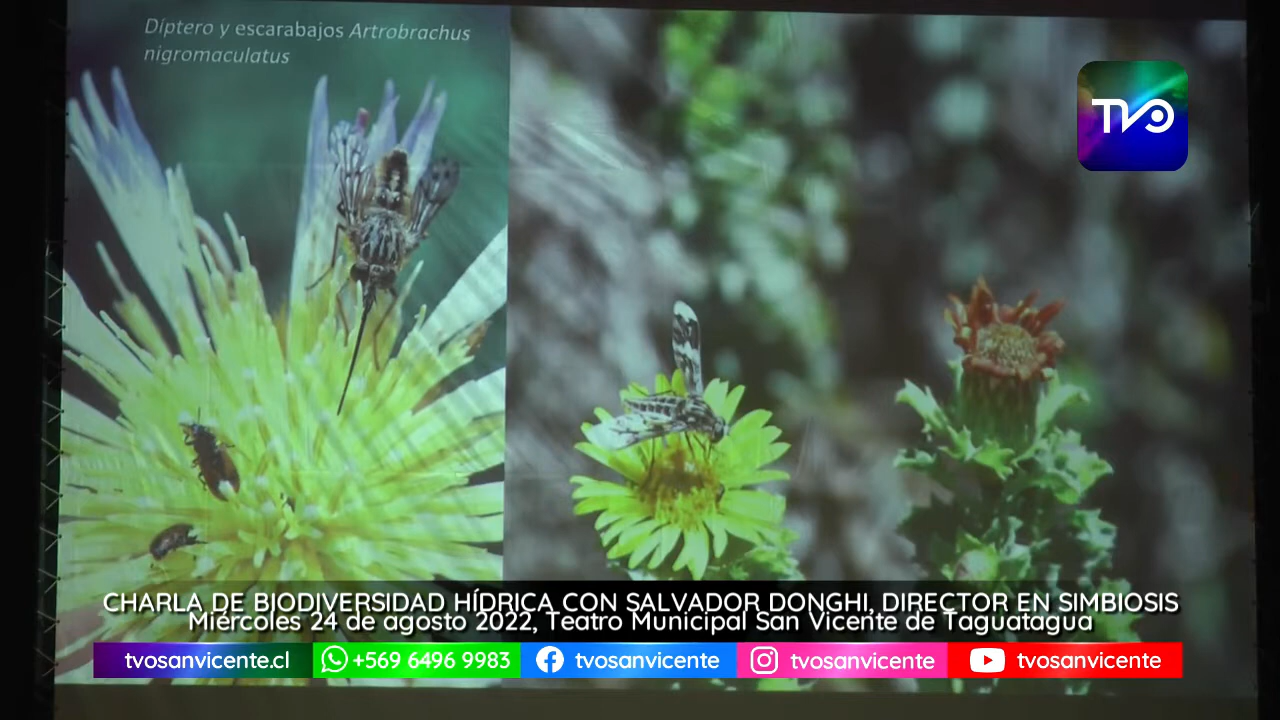 Díptero y escarabajos Artrobrachus
nigromaculatus
TVO
CHARLA DE BIODIVERSIDAD HÍDRICA CON SALVADOR DONGHI, DIRECTOR EN SIMBIOSIS
Miércoles 24 de agosto 2022, Teatro Municipal San Vicente de Taguatagua
tvosanvicente.cl
+569 6496 9983
tvosanvicente
tvosanvicente
tvosanvicente